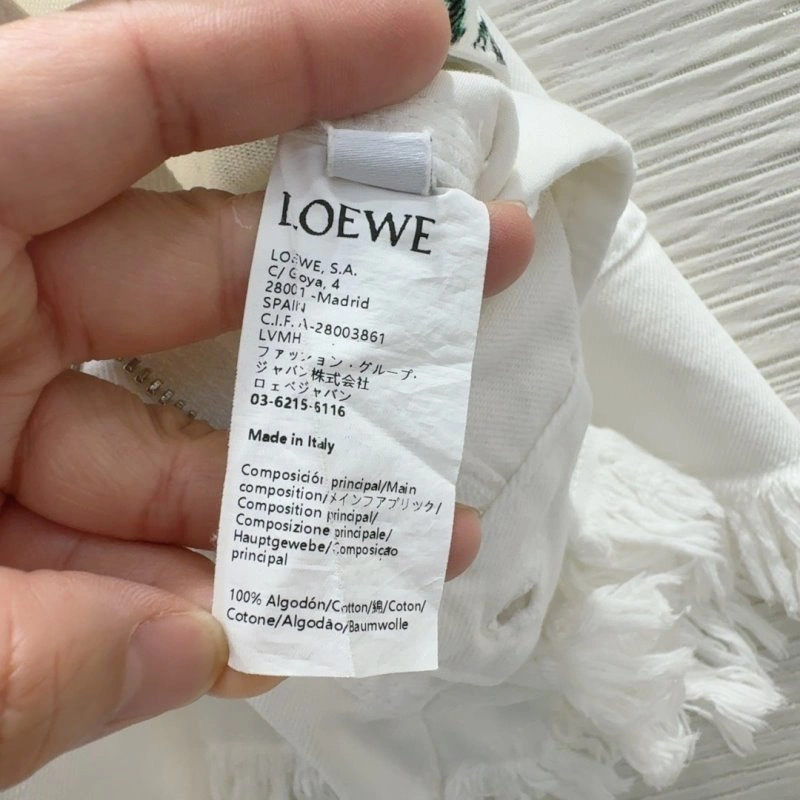 LOEWE
LOEWE, S.A.
C/ Goya, 4
28001 -Madrid
SPAIN
C.I.F. A-28003861
LVMH
ファッション・グループ・
ジャパン株式会社
ロエベジャパン
03-6215-6116
Made in Italy
Composición principal/Main
composition/メインファブリック/
Composition principal/
Composizione principale/
Hauptgewebe/Composicão
principal
100% Algodón/Cotton/綿/Coton/
Cotone/Algodão/Baumwolle